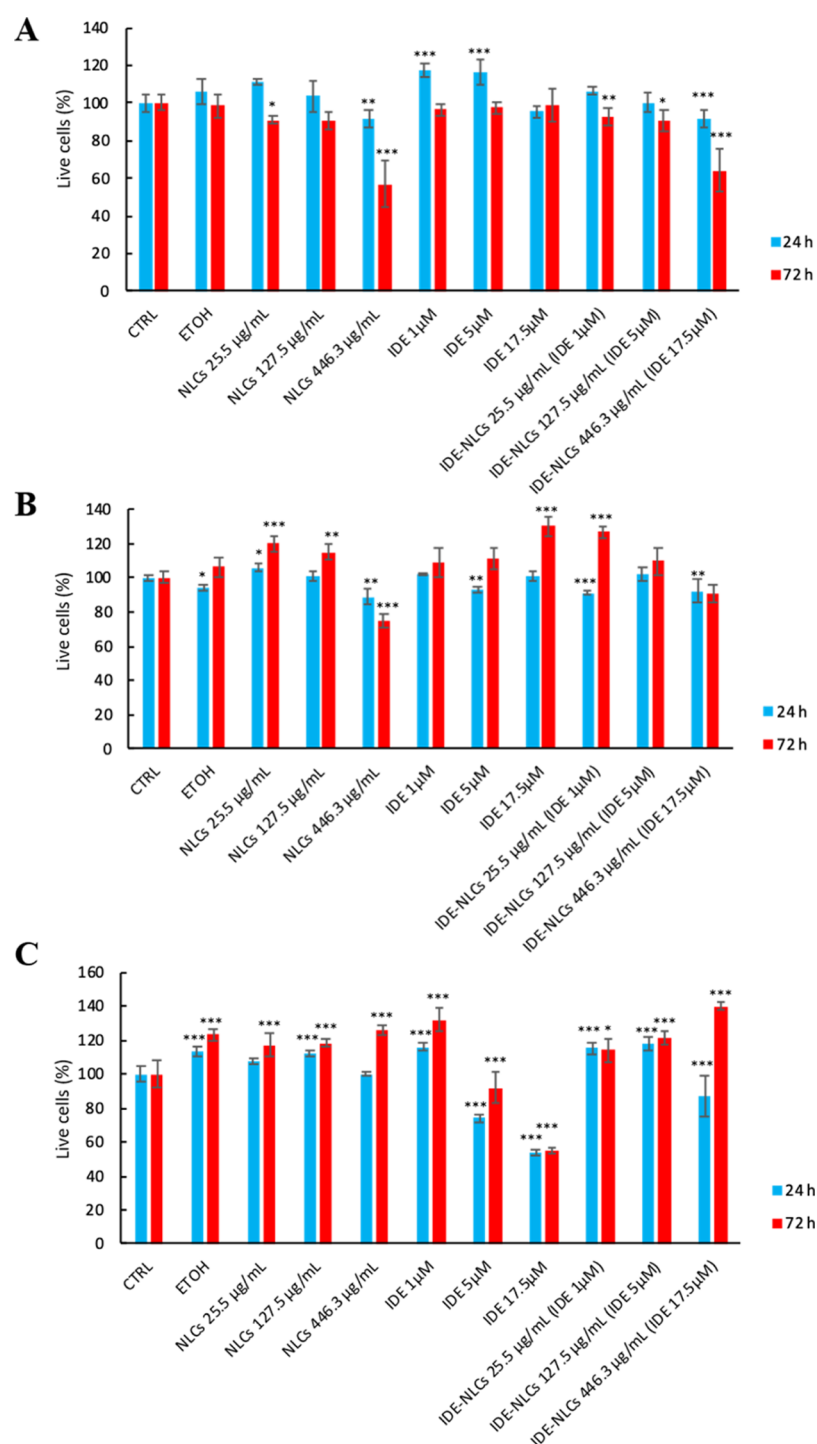 A
140
120
100
80
60
40
20
0
Live cells (%)
*** ***
** ***
* ** * ***
***
24 h
72 h
CTRL
ETOH
NLCs 25.5 µg/mL
NLCs 127.5 µg/mL
NLCs 446.3 µg/mL
IDE 1µM
IDE 5µM
IDE 17.5µM
IDE-NLCs 25.5 µg/mL (IDE 1µM)
IDE-NLCs 127.5 µg/mL (IDE 5µM)
IDE-NLCs 446.3 µg/mL (IDE 17.5µM)
B
140
120
100
80
60
40
20
0
Live cells (%)
* * *** ** ** *** ** *** *** *** **
24 h
72 h
CTRL
ETOH
NLCs 25.5 µg/mL
NLCs 127.5 µg/mL
NLCs 446.3 µg/mL
IDE 1µM
IDE 5µM
IDE 17.5µM
IDE-NLCs 25.5 µg/mL (IDE 1µM)
IDE-NLCs 127.5 µg/mL (IDE 5µM)
IDE-NLCs 446.3 µg/mL (IDE 17.5µM)
C
160
140
120
100
80
60
40
20
0
Live cells (%)
*** *** *** *** *** *** *** *** *** *** *** *** *** * *** *** *** ***
24 h
72 h
CTRL
ETOH
NLCs 25.5 µg/mL
NLCs 127.5 µg/mL
NLCs 446.3 µg/mL
IDE 1µM
IDE 5µM
IDE 17.5µM
IDE-NLCs 25.5 µg/mL (IDE 1µM)
IDE-NLCs 127.5 µg/mL (IDE 5µM)
IDE-NLCs 446.3 µg/mL (IDE 17.5µM)